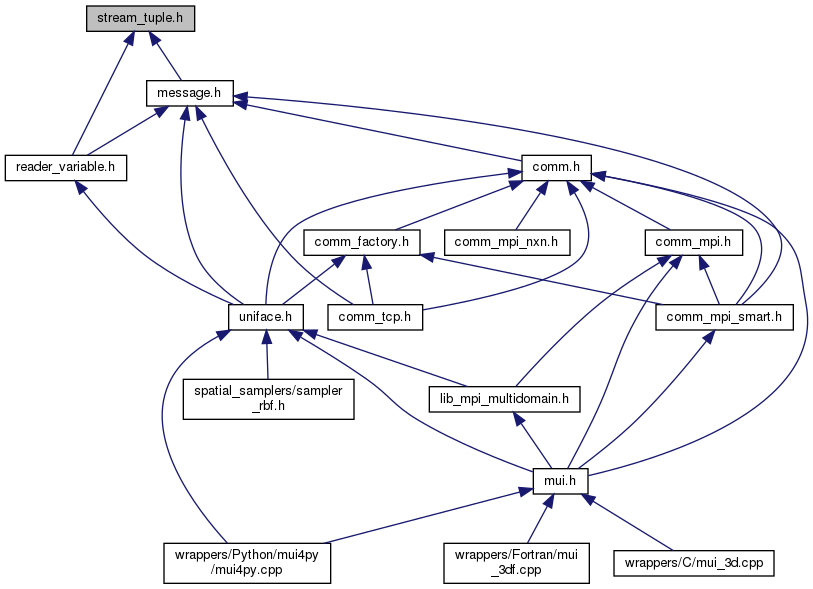 stream_tuple.h
message.h
reader_variable.h
comm.h
comm_factory.h
comm_mpi_nxn.h
comm_mpi.h
uniface.h
comm_tcp.h
comm_mpi_smart.h
spatial_samplers/sampler
_rbf.h
lib_mpi_multidomain.h
mui.h
wrappers/Python/mui4py
/mui4py.cpp
wrappers/Fortran/mui
_3df.cpp
wrappers/C/mui_3d.cpp